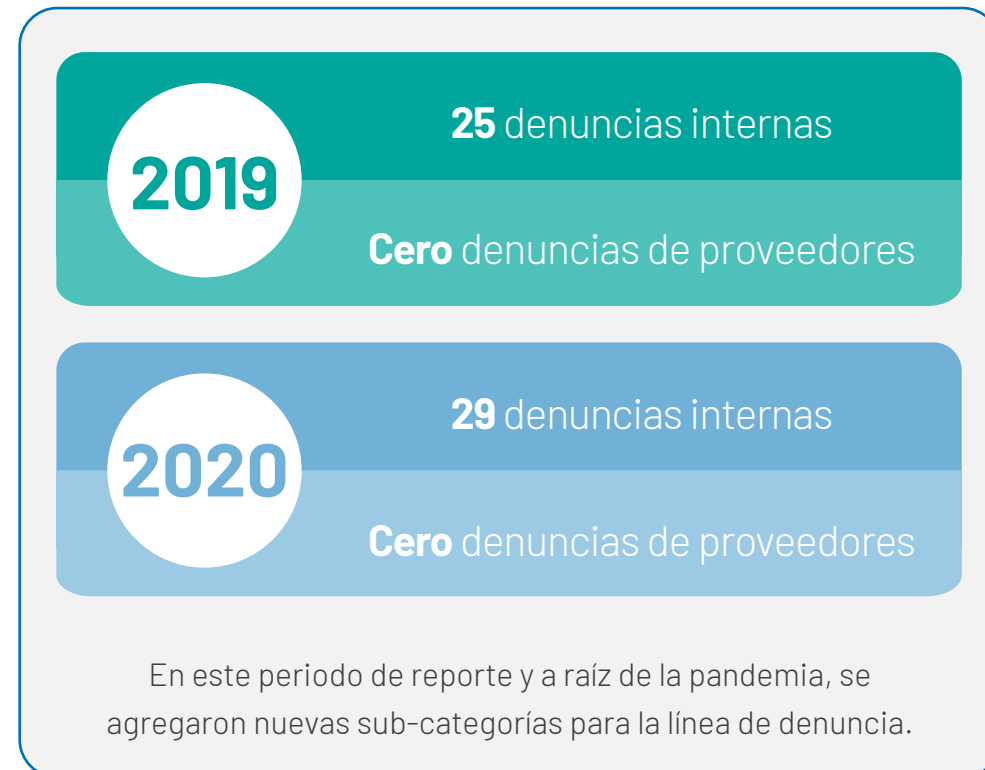 2019
25 denuncias internas
Cero denuncias de proveedores
2020
29 denuncias internas
Cero denuncias de proveedores
En este periodo de reporte y a raíz de la pandemia, se
agregaron nuevas sub-categorías para la línea de denuncia.